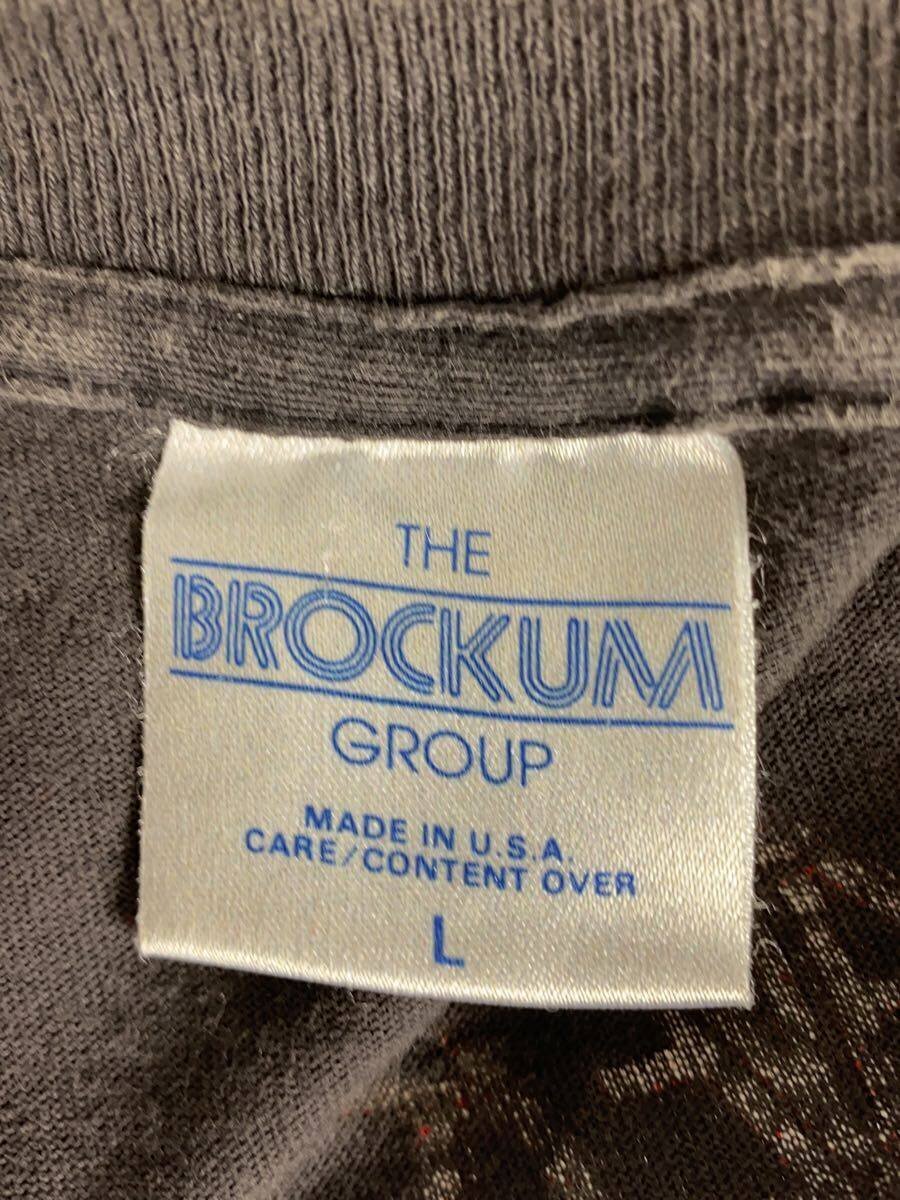 THE
BROCKUM
GROUP
MADE IN U.S.A.
CARE/CONTENT OVER
L